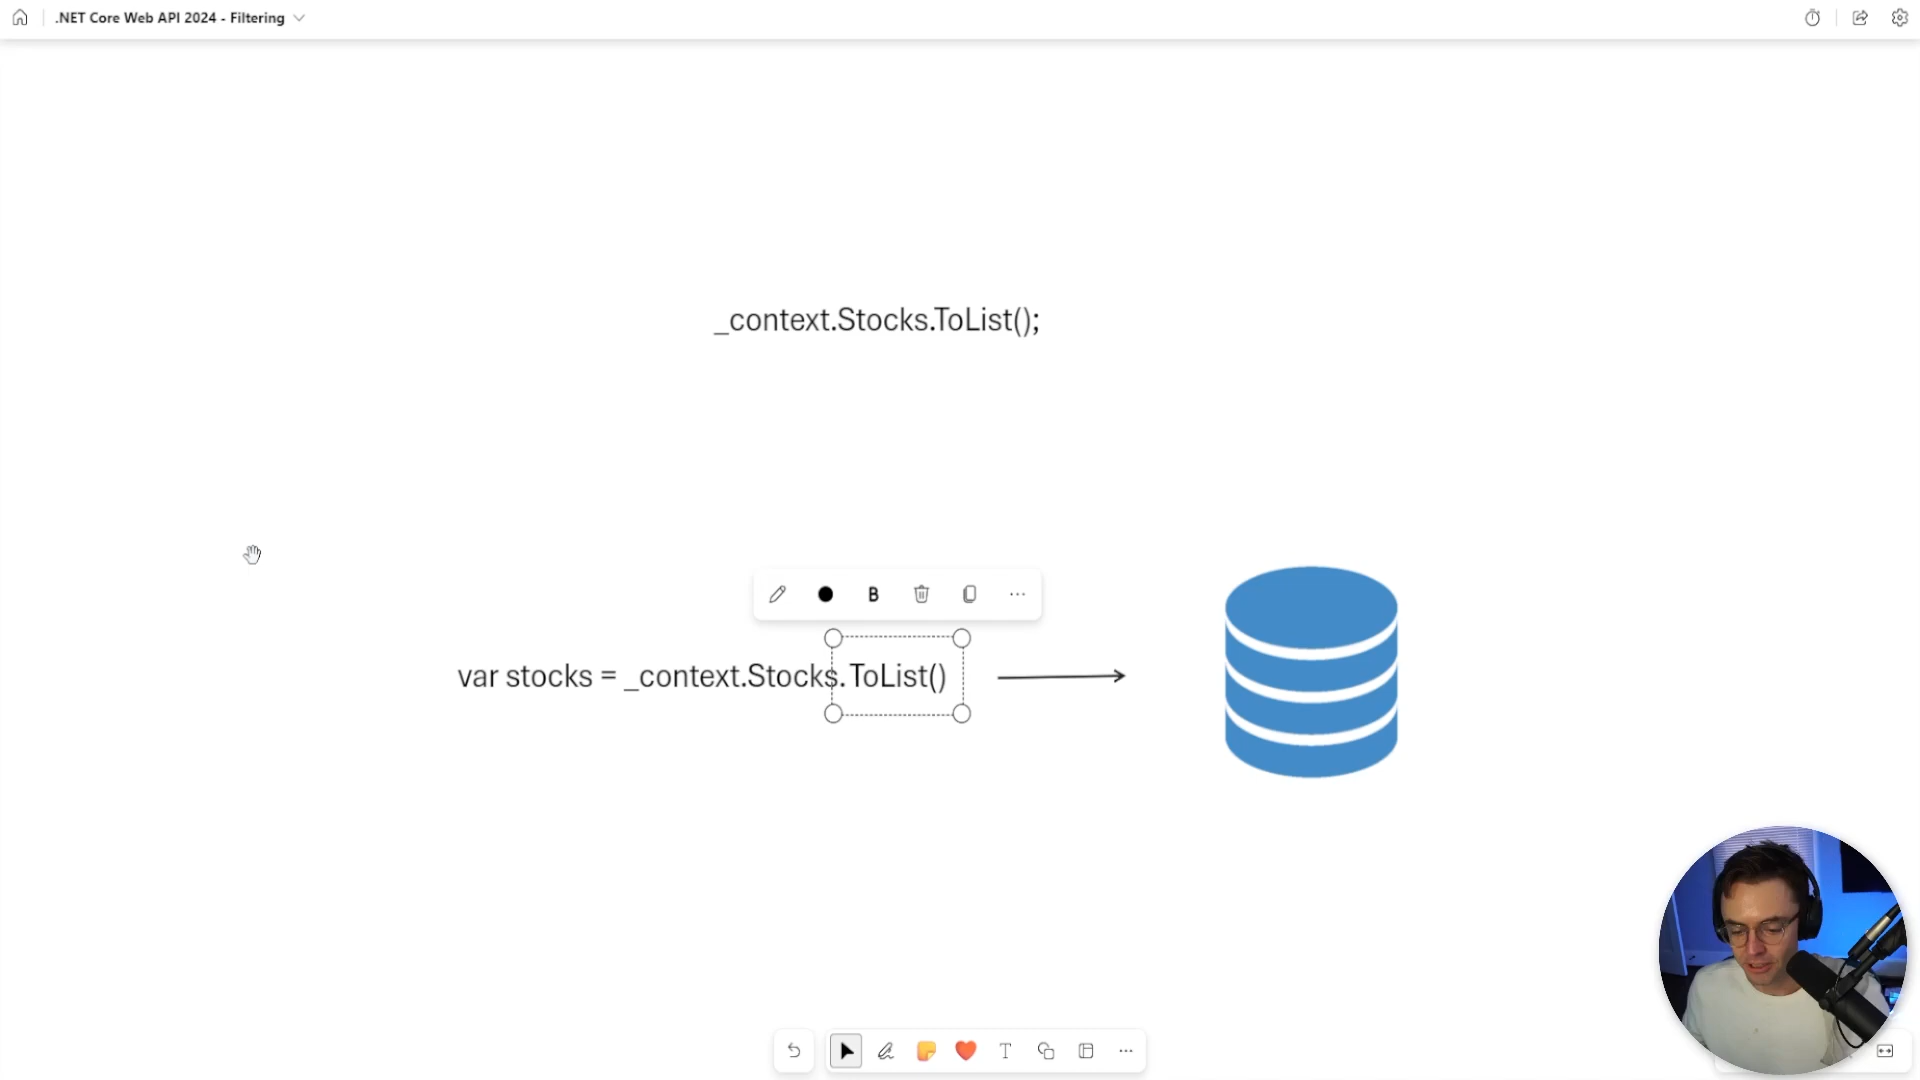 .NET Core Web API 2024 - Filtering
_context.Stocks.ToList();
B
var stocks = _context.Stocks.ToList()
T